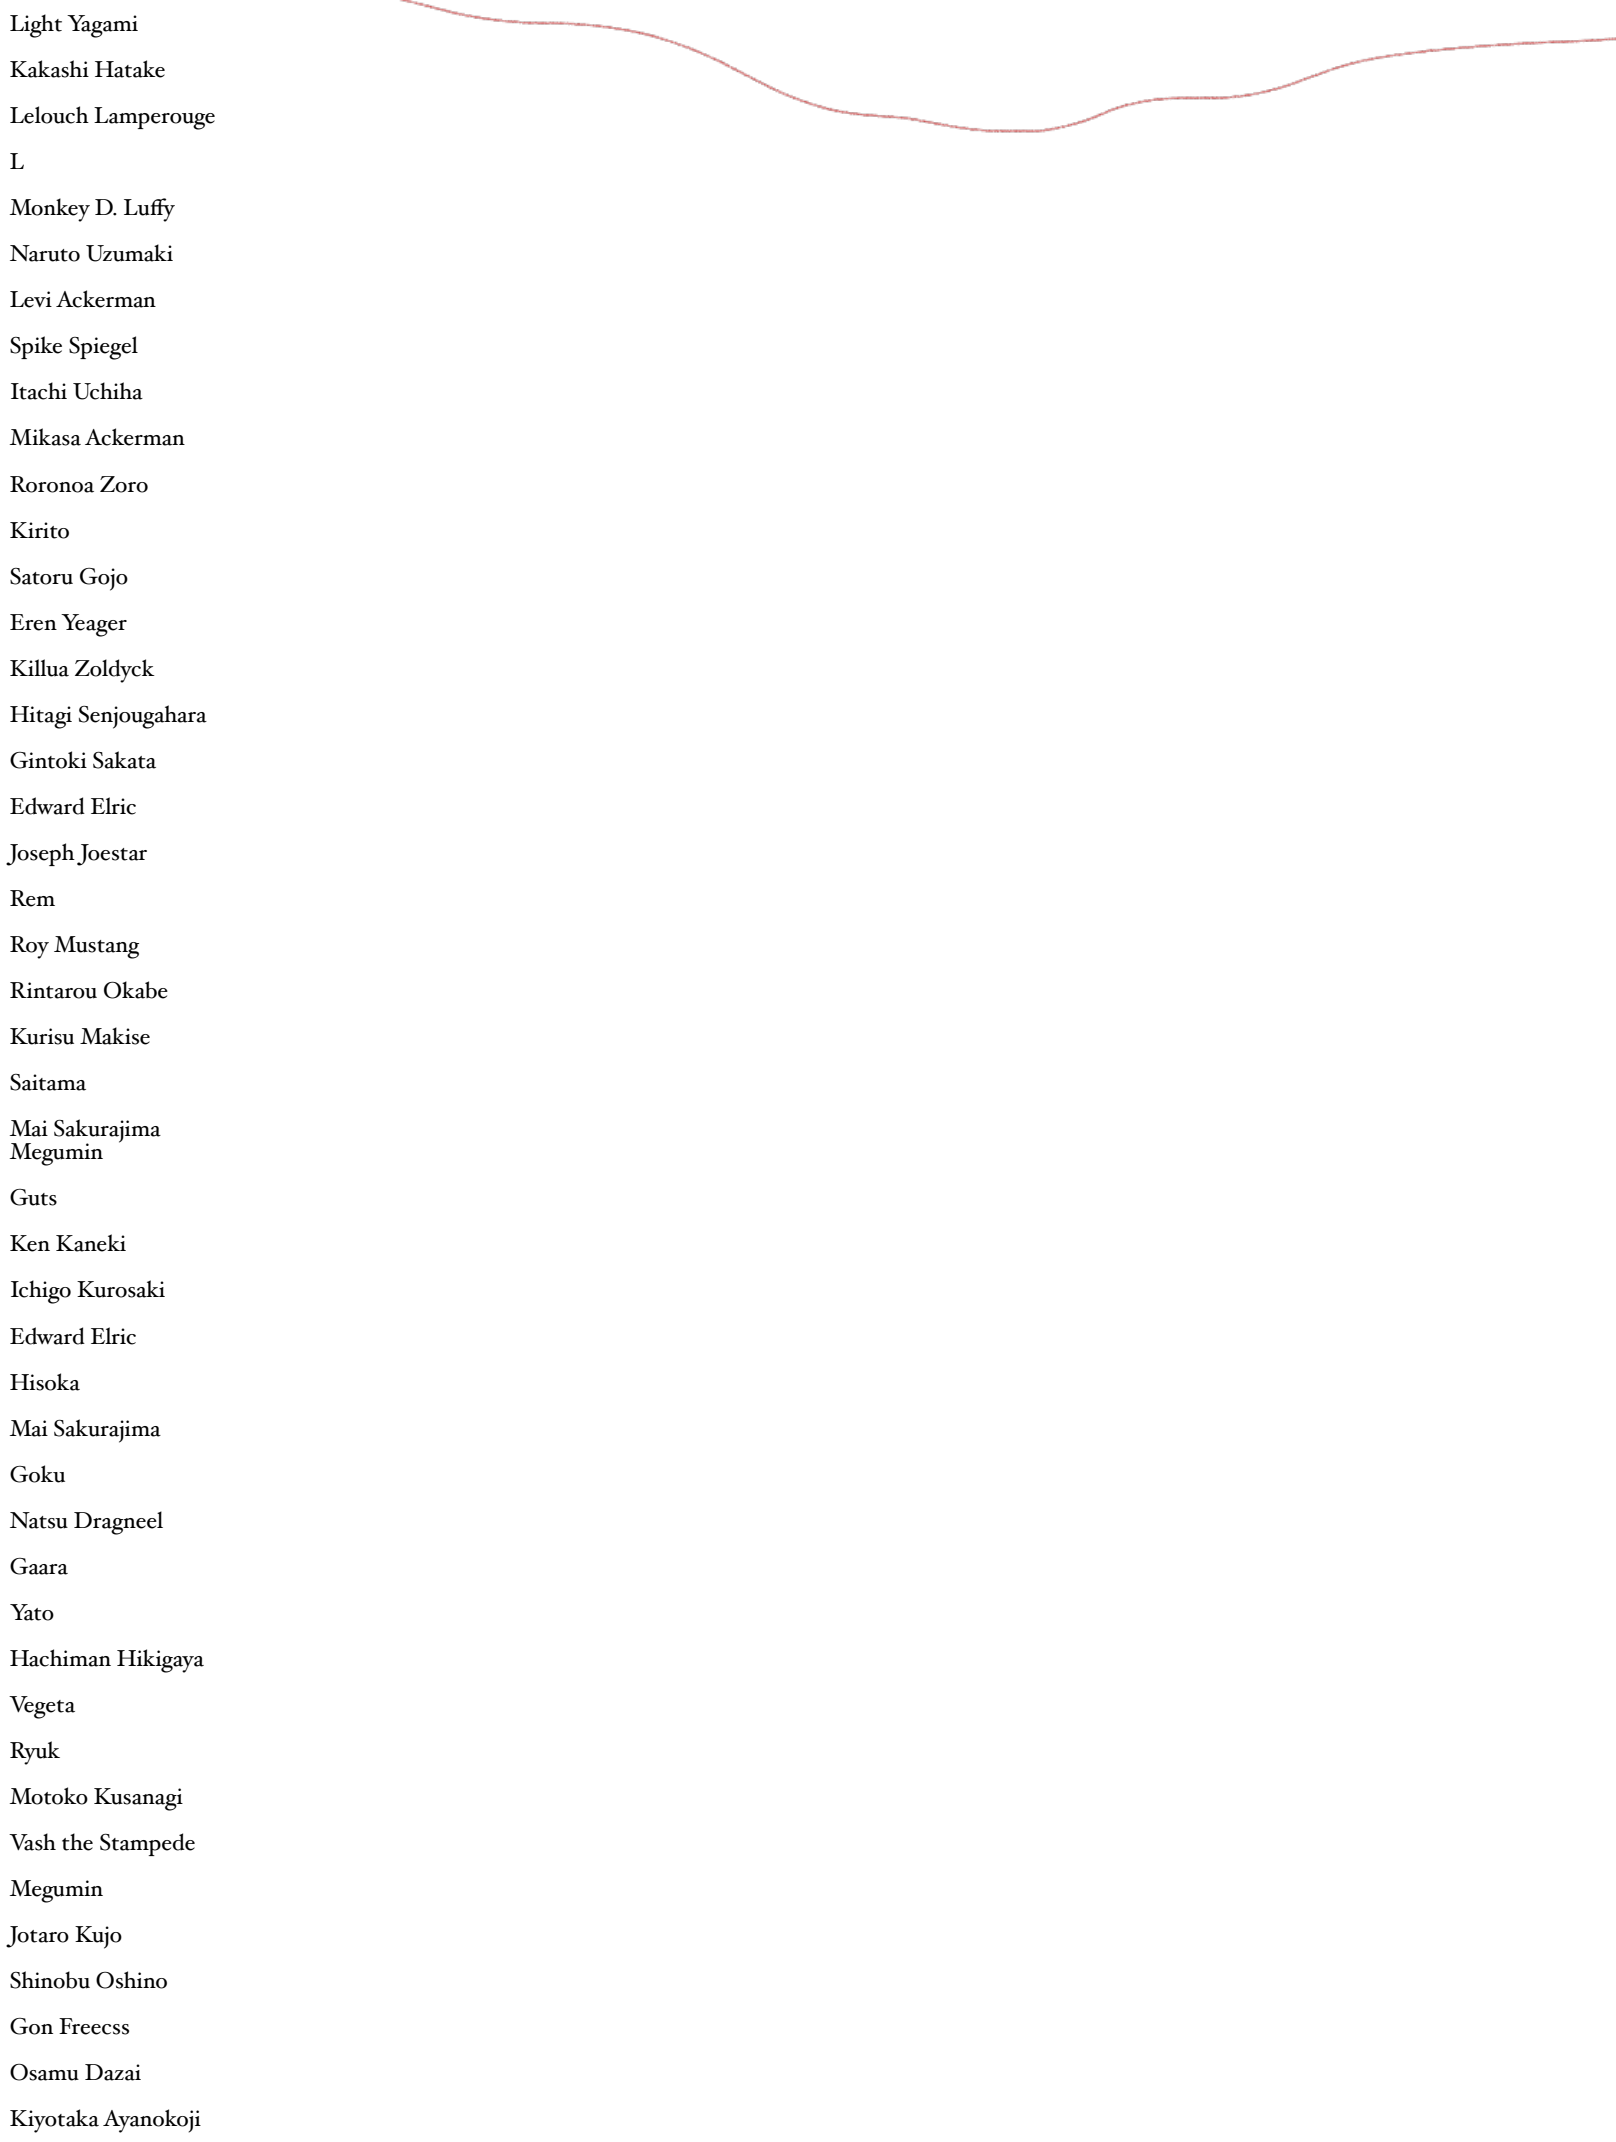 Light Yagami
Kakashi Hatake
Lelouch Lamperouge
L
Monkey D. Luffy
Naruto Uzumaki
Levi Ackerman
Spike Spiegel
Itachi Uchiha
Mikasa Ackerman
Roronoa Zoro
Kirito
Satoru Gojo
Eren Yeager
Killua Zoldyck
Hitagi Senjougahara
Gintoki Sakata
Edward Elric
Joseph Joestar
Rem
Roy Mustang
Rintarou Okabe
Kurisu Makise
Saitama
Mai Sakurajima
Megumin
Guts
Ken Kaneki
Ichigo Kurosaki
Edward Elric
Hisoka
Mai Sakurajima
Goku
Natsu Dragneel
Gaara
Yato
Hachiman Hikigaya
Vegeta
Ryuk
Motoko Kusanagi
Vash the Stampede
Megumin
Jotaro Kujo
Shinobu Oshino
Gon Freecss
Osamu Dazai
Kiyotaka Ayanokoji